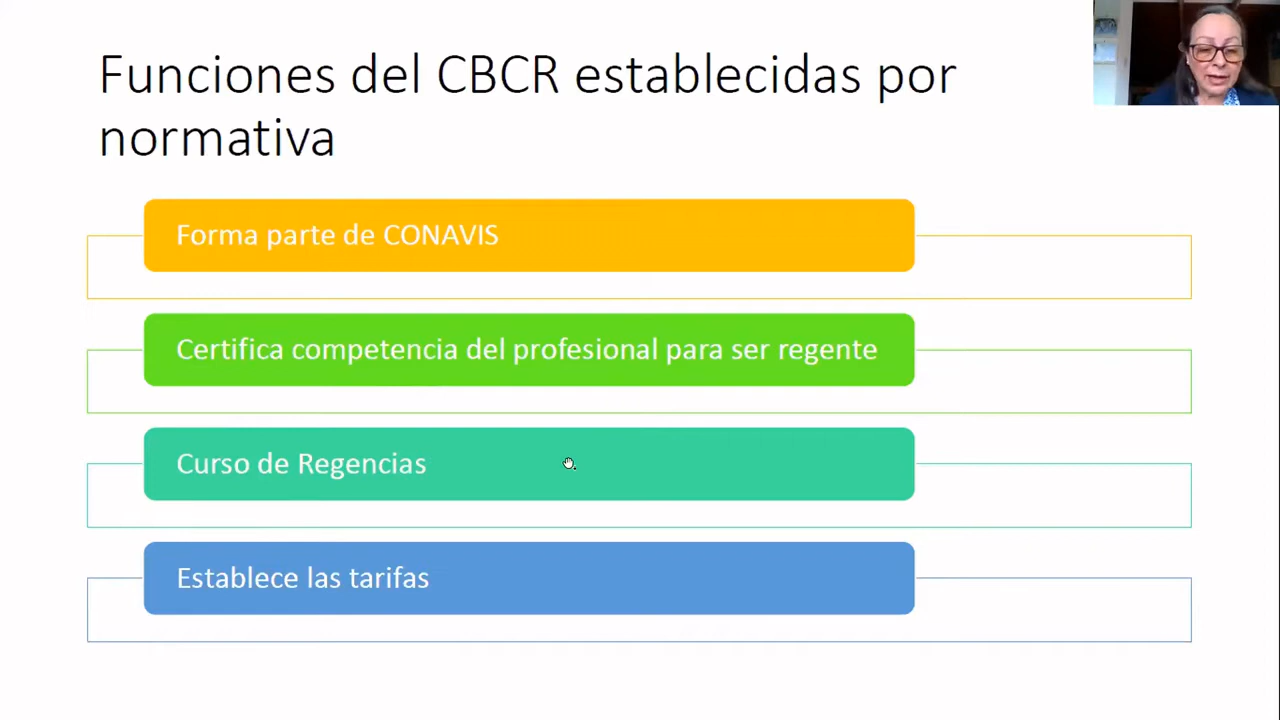 Funciones del CBCR establecidas por
normativa
Forma parte de CONAVIS
Certifica competencia del profesional para ser regente
Curso de Regencias
Establece las tarifas